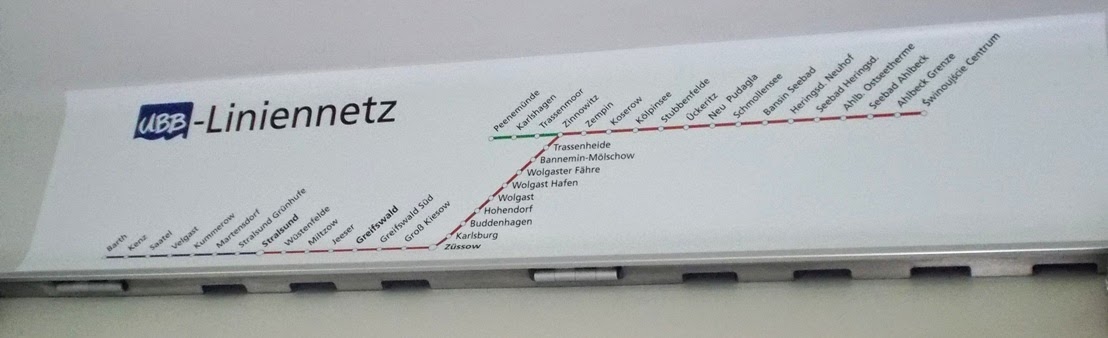 UBB-Liniennetz
Peenemünde
Karlshagen
Trassenmoor
Zinnowitz
Zempin
Koserow
Kölpinsee
Stubbenfelde
Ückeritz
Neu Pudagla
Schmollensee
Bansin Seebad
Heringsd. Neuhof
Seebad Heringsd.
Ahlb. Ostseetherme
Seebad Ahlbeck
Ahlbeck Grenze
Świnoujście Centrum
Trassenheide
Bannemin-Mölschow
Wolgaster Fähre
Wolgast Hafen
Wolgast
Hohendorf
Buddenhagen
Karlsburg
Züssow
Barth
Kenz
Saatel
Velgast
Kummerow
Martensdorf
Stralsund Grünhufe
Stralsund
Wüstenfelde
Miltzow
Jeeser
Greifswald
Greifswald Süd
Groß Kiesow